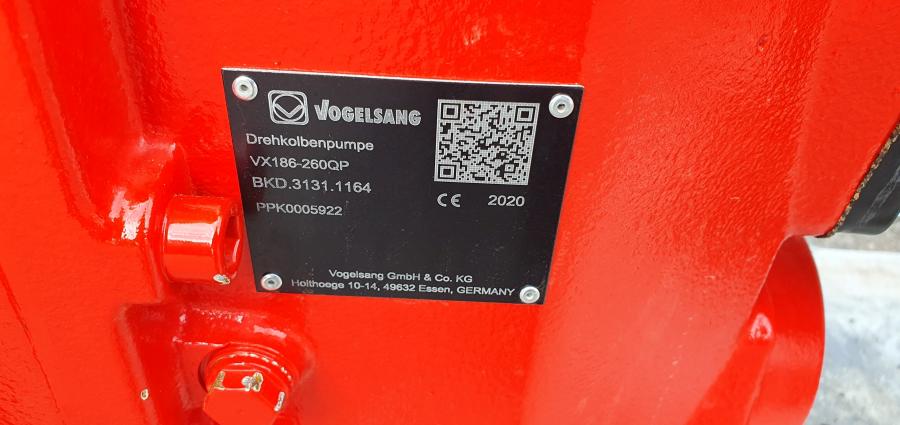 VOGELSANG
Drehkolbenpumpe
VX186-260QP
BKD.3131.1164
PPK0005922
CE 2020
Vogelsang GmbH & Co. KG
Holthoege 10-14, 49632 Essen, GERMANY